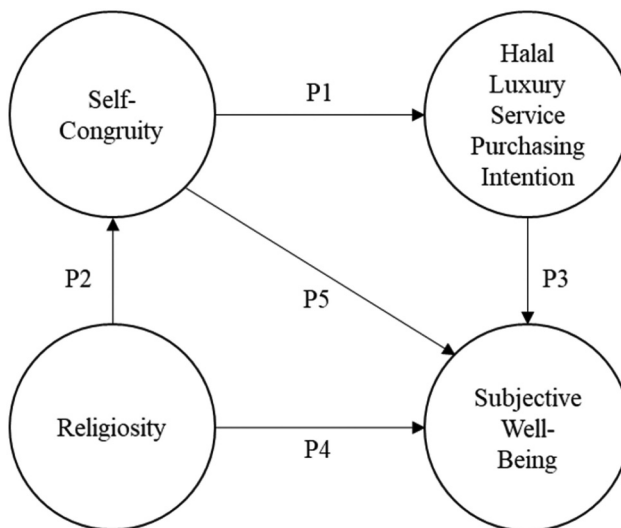 Self-
Congruity
P1
Halal
Luxury
Service
Purchasing
Intention
P2
P5
P3
Religiosity
P4
Subjective
Well-
Being